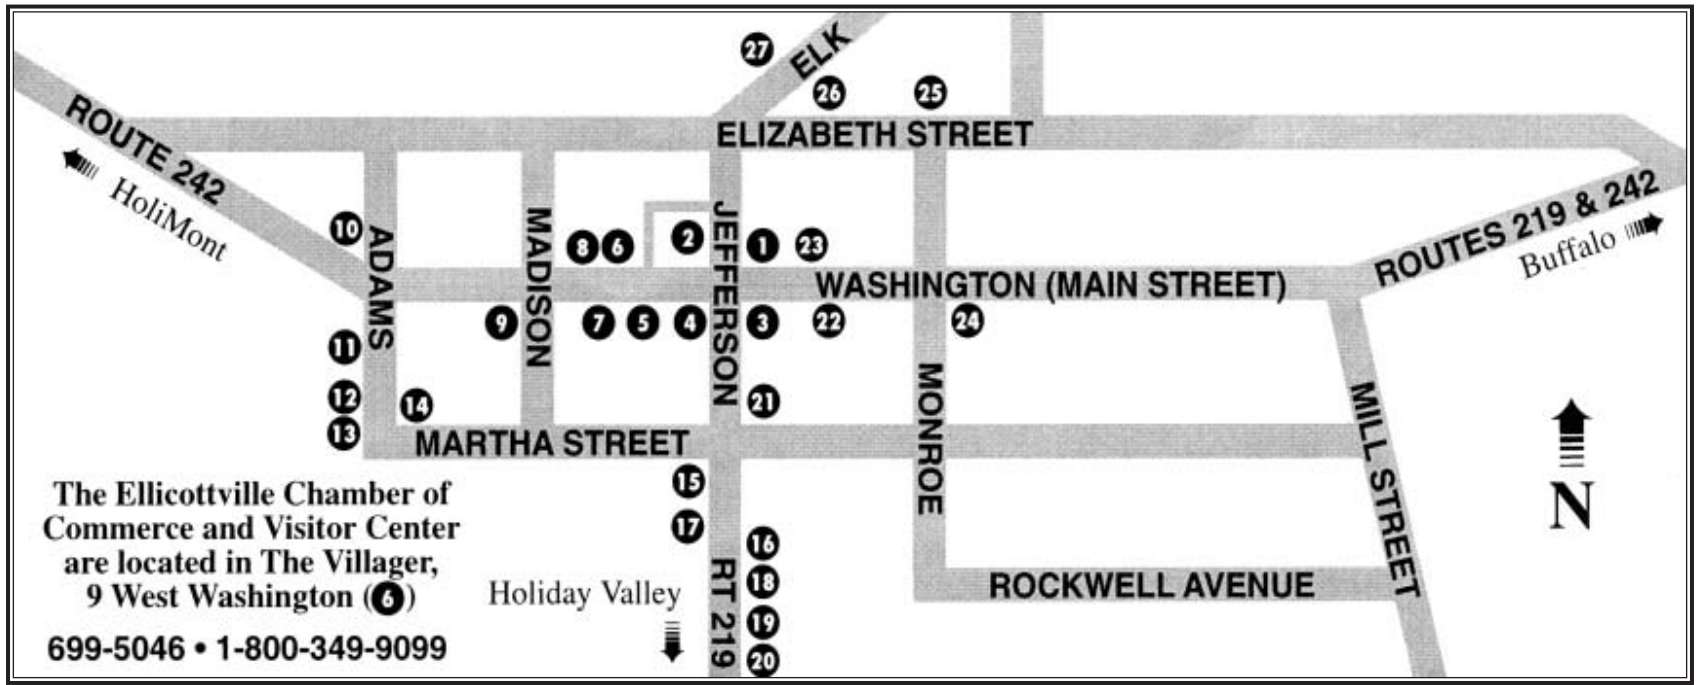 27
ELK
26
25
ELIZABETH STREET
ROUTE 242
HoliMont
10
ADAMS
MADISON
8
6
2
JEFFERSON
1
23
WASHINGTON (MAIN STREET)
ROUTES 219 & 242
Buffalo
9
7
5
4
3
22
24
11
12
13
14
21
MONROE
MILL STREET
MARTHA STREET
15
17
16
18
19
20
RT 219
Holiday Valley
ROCKWELL AVENUE
N
The Ellicottville Chamber of
Commerce and Visitor Center
are located in The Villager,
9 West Washington (6)
699-5046 • 1-800-349-9099